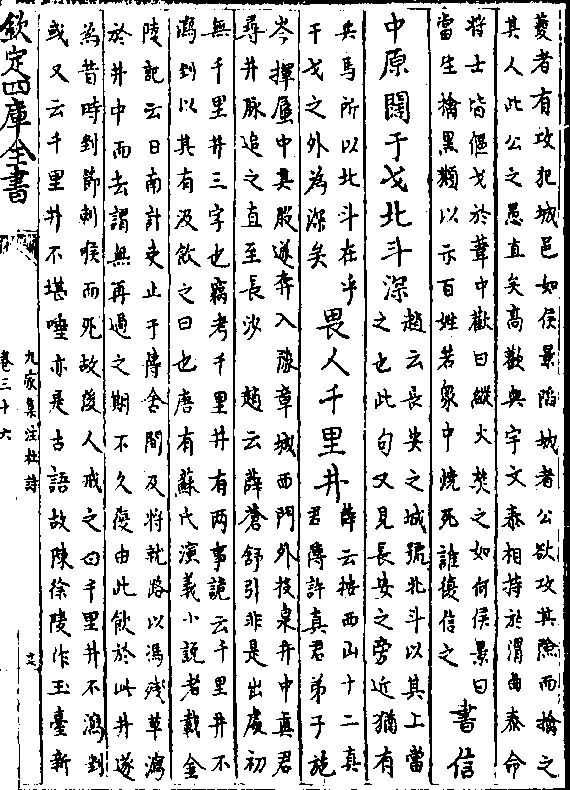 者有攻犯城邑如侯景陷城者公欲攻其險而擒之
其人此公之愚直矣高歡與宇文泰相持於渭曲泰命
將士皆偃戈於葦中歡曰縱火焚之如何侯景曰
當生擒黑獺以示百姓若衆中燒死誰復信之
書信
中原鬭干戈北斗深
趙云長安之城號北斗以其上當
之也此句又見長安之旁近猶有
兵馬所以北斗在乎
干戈之外為深矣
畏人千里井
薛云按西山十二真
君傳許真君弟子施
岑揮劒中其股遂奔入豫章城西門外投泉井中真君
尋井脉追之直至長沙 趙云薛蒼舒引非是出處初
無千里井三字也竊考千里井有两事諺云千里井不
瀉剉以其有汲飲之日也唐有蘇氏演義小説者載金
陵記云日南計吏止于傳舍間及將就路以馬殘草瀉
於井中而去謂無再過之期不久復由此飲於此井遂
為昔時剉節刺喉而死故後人戒之曰千里井不瀉剉
或又云千里井不堪唾亦是古語故陳徐陵作玉臺新
欽定四庫全書
九家集注杜詩
卷三十六